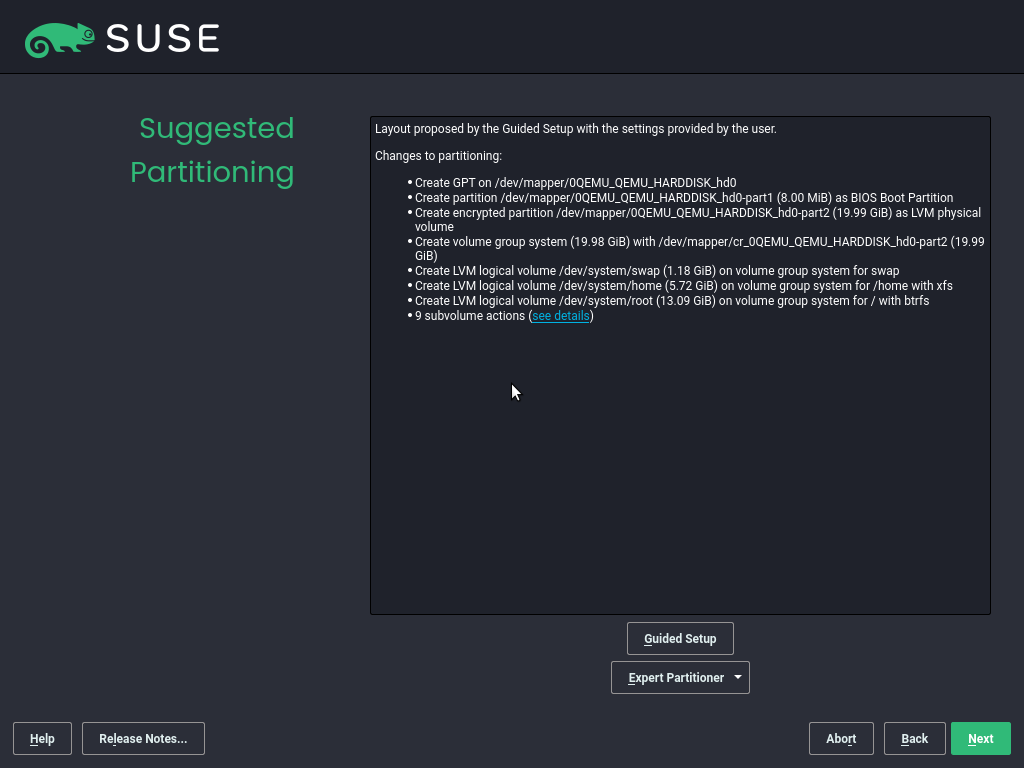 SUSE
Suggested
Partitioning
Layout proposed by the Guided Setup with the settings provided by the user.
Changes to partitioning:
• Create GPT on /dev/mapper/0QEMU_QEMU_HARDDISK_hd0
• Create partition /dev/mapper/0QEMU_QEMU_HARDDISK_hd0-part1 (8.00 MiB) as BIOS Boot Partition
• Create encrypted partition /dev/mapper/0QEMU_QEMU_HARDDISK_hd0-part2 (19.99 GiB) as LVM physical
volume
• Create volume group system (19.98 GiB) with /dev/mapper/cr_0QEMU_QEMU_HARDDISK_hd0-part2 (19.99
GiB)
• Create LVM logical volume /dev/system/swap (1.18 GiB) on volume group system for swap
• Create LVM logical volume /dev/system/home (5.72 GiB) on volume group system for /home with xfs
• Create LVM logical volume /dev/system/root (13.09 GiB) on volume group system for / with btrfs
• 9 subvolume actions (see details)
Guided Setup
Expert Partitioner
Help
Release Notes...
Abort
Back
Next